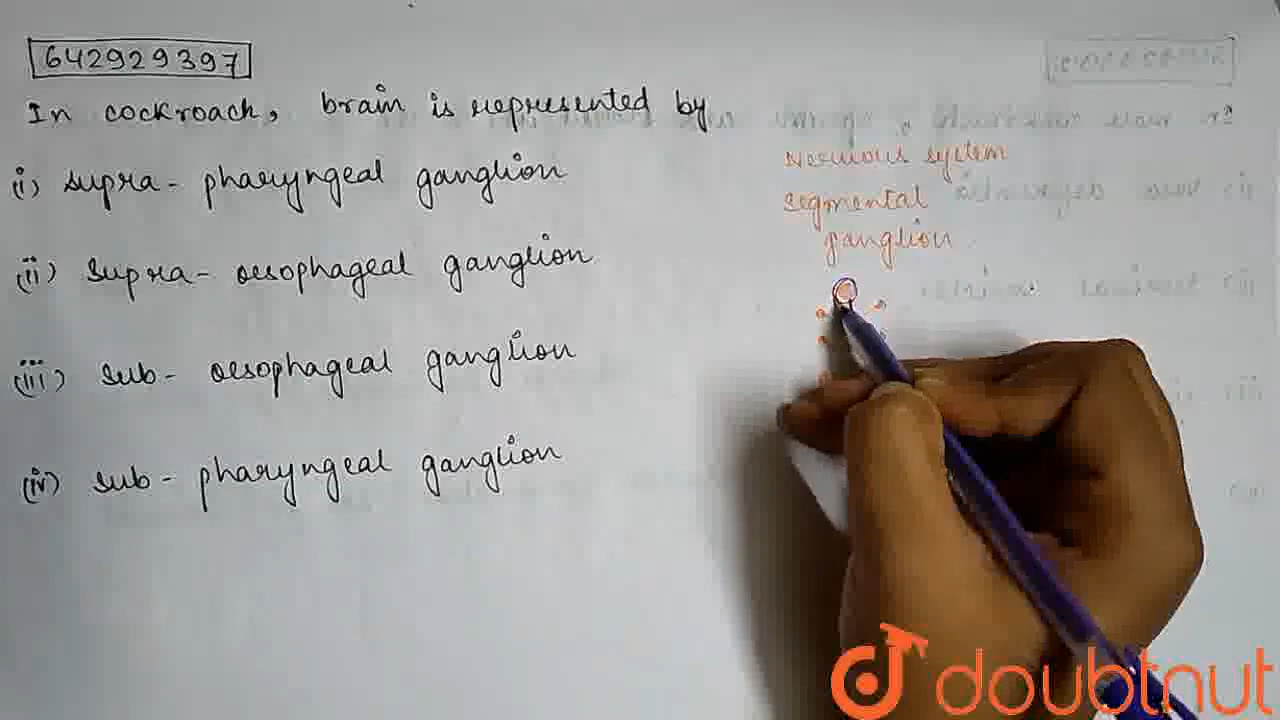 642929397
In cockroach, brain is represented by
(i) supra- pharyngeal ganglion
(ii) supra- oesophageal ganglion
(iii) sub- oesophageal ganglion
(iv) sub- pharyngeal ganglion
Nervous system
segmental
ganglion
doubtnut